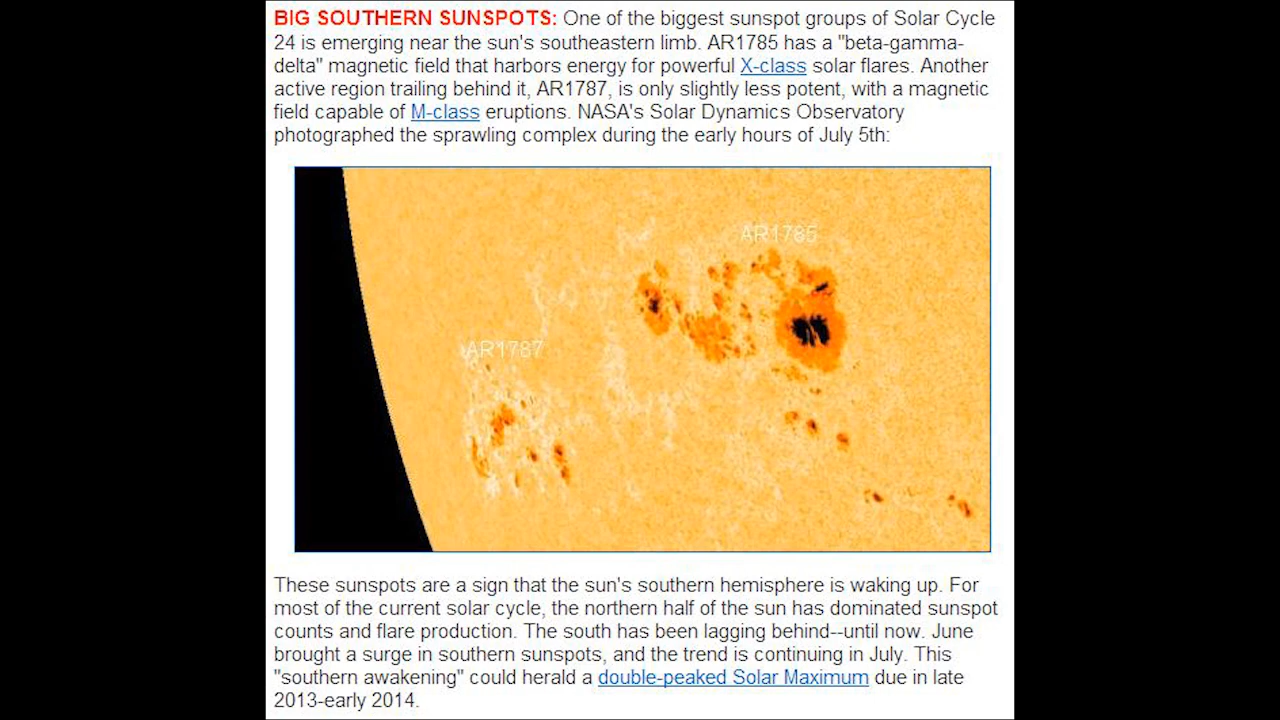 BIG SOUTHERN SUNSPOTS: One of the biggest sunspot groups of Solar Cycle
24 is emerging near the sun's southeastern limb. AR1785 has a "beta-gamma-
delta" magnetic field that harbors energy for powerful X-class solar flares. Another
active region trailing behind it, AR1787, is only slightly less potent, with a magnetic
field capable of M-class eruptions. NASA's Solar Dynamics Observatory
photographed the sprawling complex during the early hours of July 5th:
AR1785
AR1787
These sunspots are a sign that the sun's southern hemisphere is waking up. For
most of the current solar cycle, the northern half of the sun has dominated sunspot
counts and flare production. The south has been lagging behind--until now. June
brought a surge in southern sunspots, and the trend is continuing in July. This
"southern awakening" could herald a double-peaked Solar Maximum due in late
2013-early 2014.